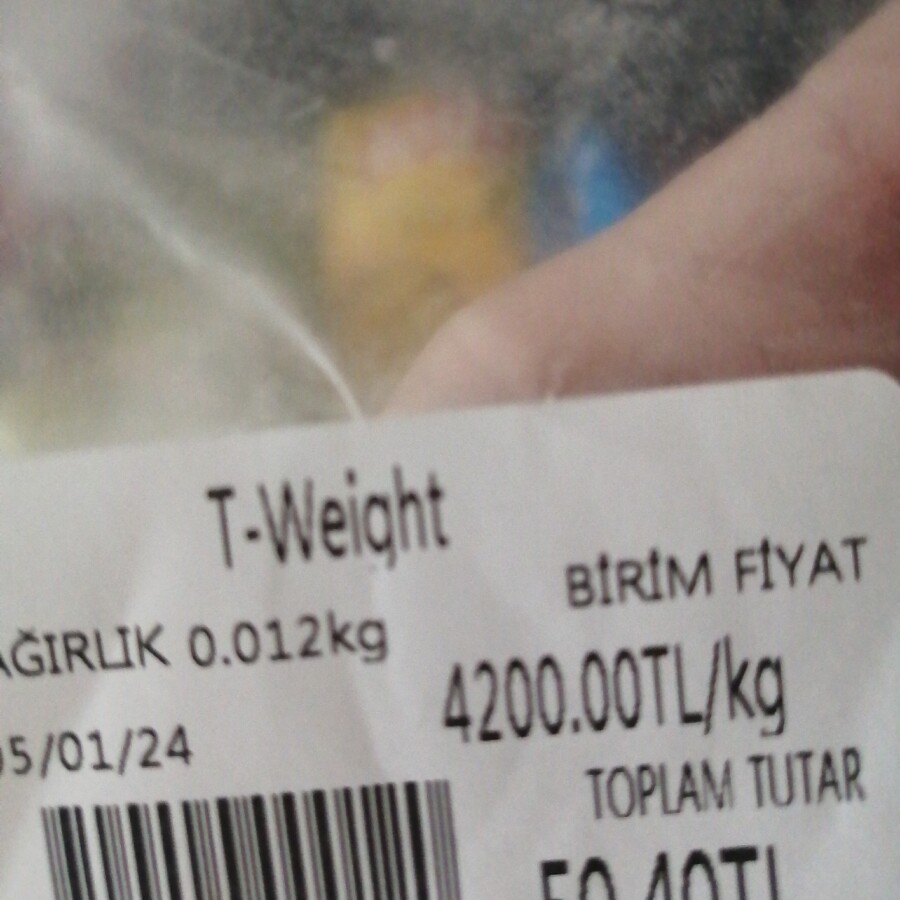 T-Weight
BİRİM FİYAT
AĞIRLIK 0.012kg
4200.00TL/kg
05/01/24
TOPLAM TUTAR
50.40TL